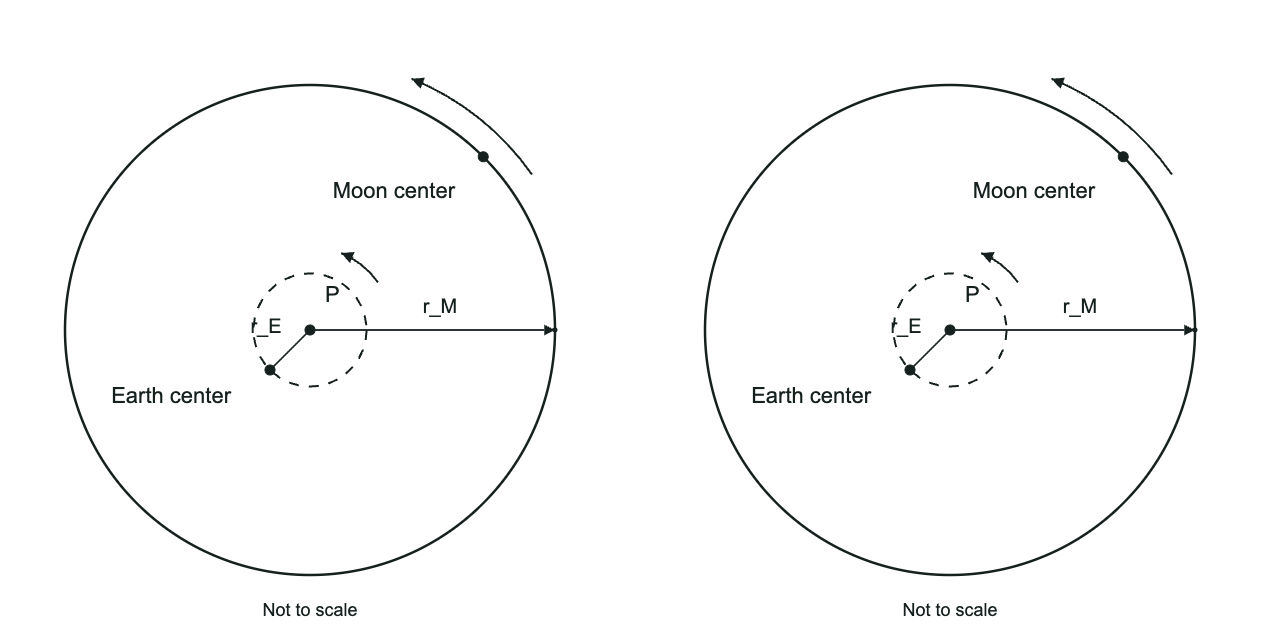 Moon center
P
r_M
r_E
Earth center
Not to scale
Moon center
P
r_M
r_E
Earth center
Not to scale